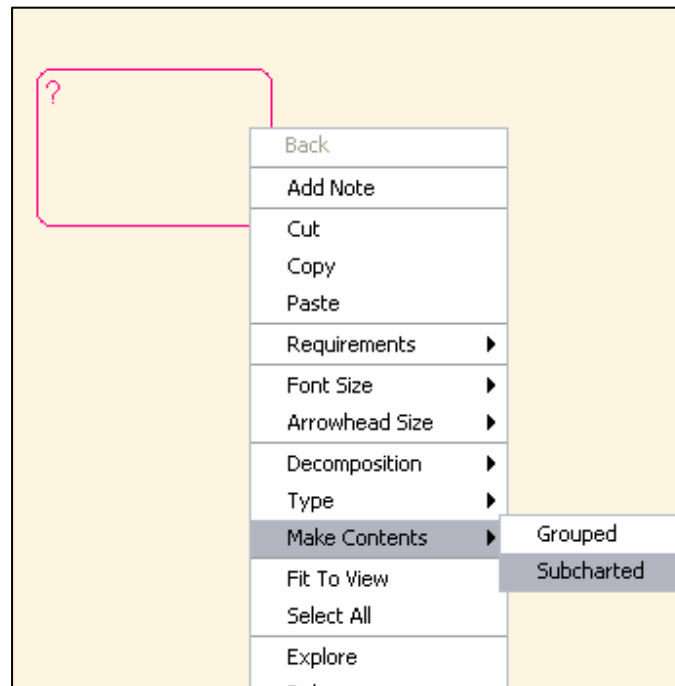 ?
Back
Add Note
Cut
Copy
Paste
Requirements
Font Size
Arrowhead Size
Decomposition
Type
Make Contents
Grouped
Subcharted
Fit To View
Select All
Explore